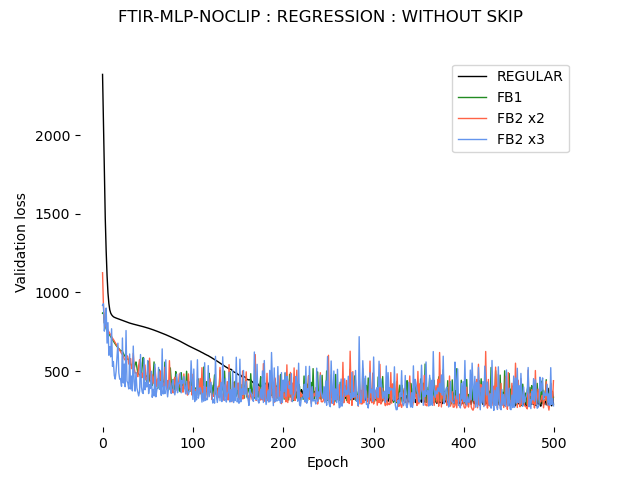 FTIR-MLP-NOCLIP : REGRESSION : WITHOUT SKIP
REGULAR
FB1
FB2 x2
FB2 x3
Validation loss
2000
1500
1000
500
0 100 200 300 400 500
Epoch